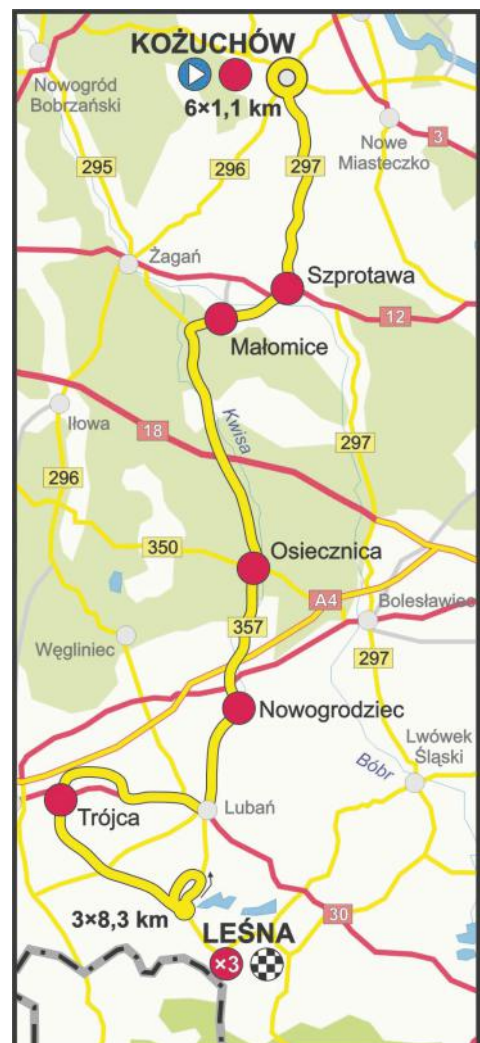 KOŻUCHÓW
6×1,1 km
Nowogród
Bobrzański
Nowe
Miasteczko
3
295
296
297
Żagań
Szprotawa
12
Małomice
Iłowa
18
Kwisa
297
296
350
Osiecznica
A4
Bolesławiec
357
Węgliniec
297
Nowogrodziec
Lwówek
Śląski
Bóbr
Trójca
Lubań
3×8,3 km
30
LEŚNA
×3